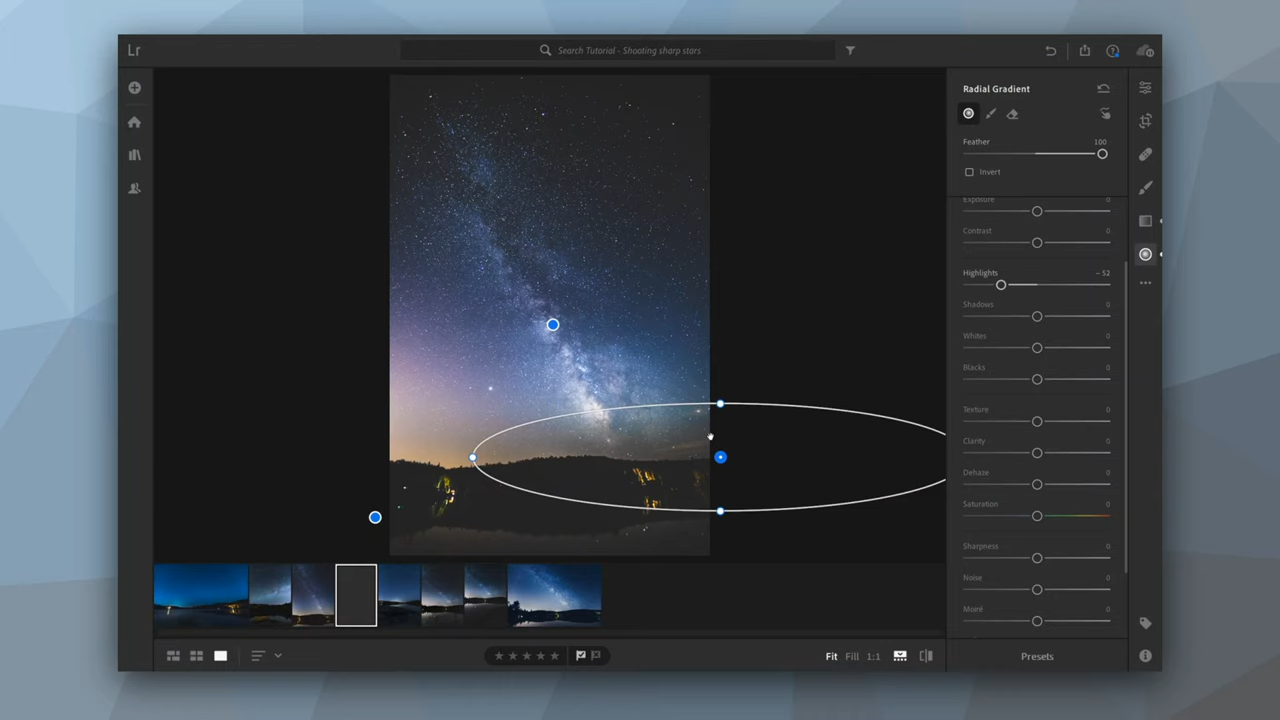 Lr
Search Tutorial - Shooting sharp stars
Radial Gradient
Feather 100
Invert
Exposure 0
Contrast 0
Highlights - 52
Shadows 0
Whites 0
Blacks 0
Texture 0
Clarity 0
Dehaze 0
Saturation 0
Sharpness 0
Noise 0
Moiré 0
Fit Fill 1:1
Presets